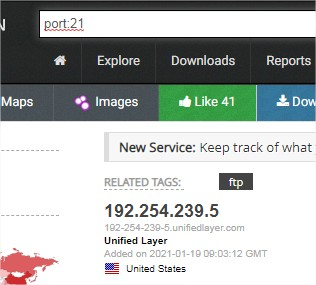 N
port:21
Explore Downloads Reports
Maps Images Like 41 Dow
New Service: Keep track of what
RELATED TAGS: ftp
192.254.239.5
192-254-239-5.unifiedlayer.com
Unified Layer
Added on 2021-01-19 09:03:12 GMT
United States